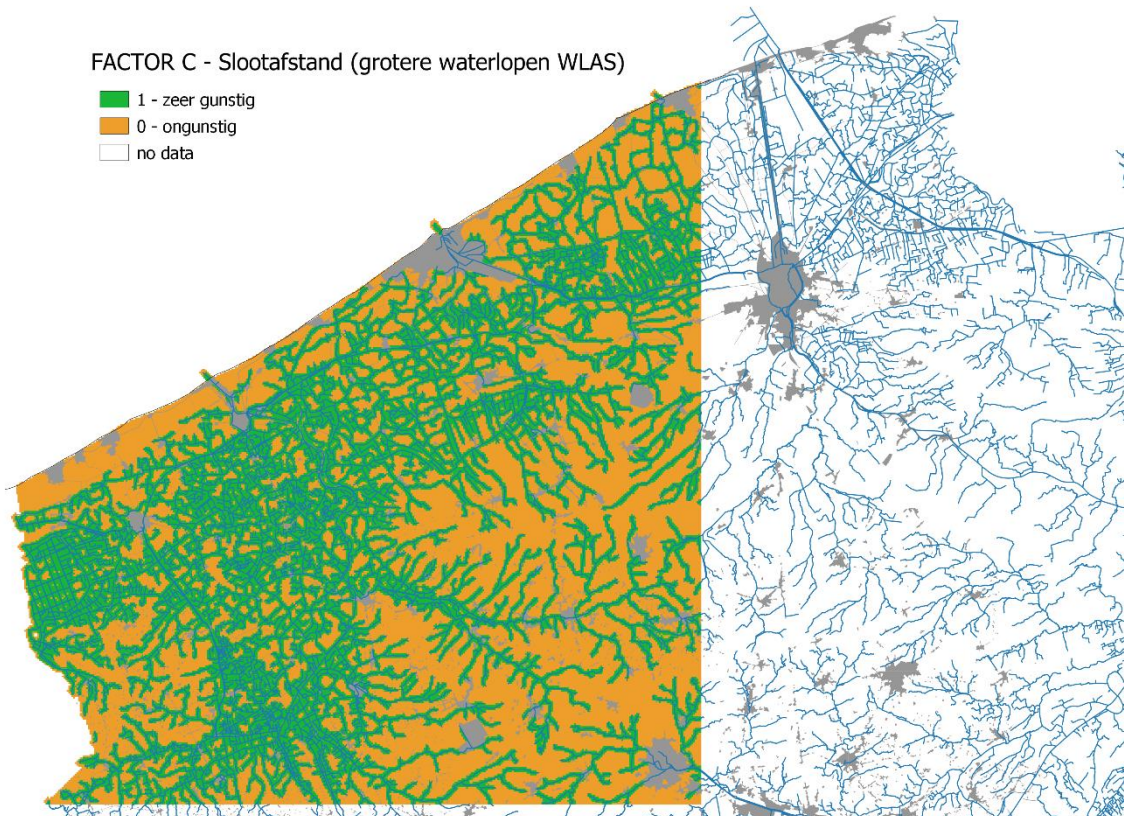 FACTOR C - Slootafstand (grotere waterlopen WLAS)
1 - zeer gunstig
0 - ongunstig
no data